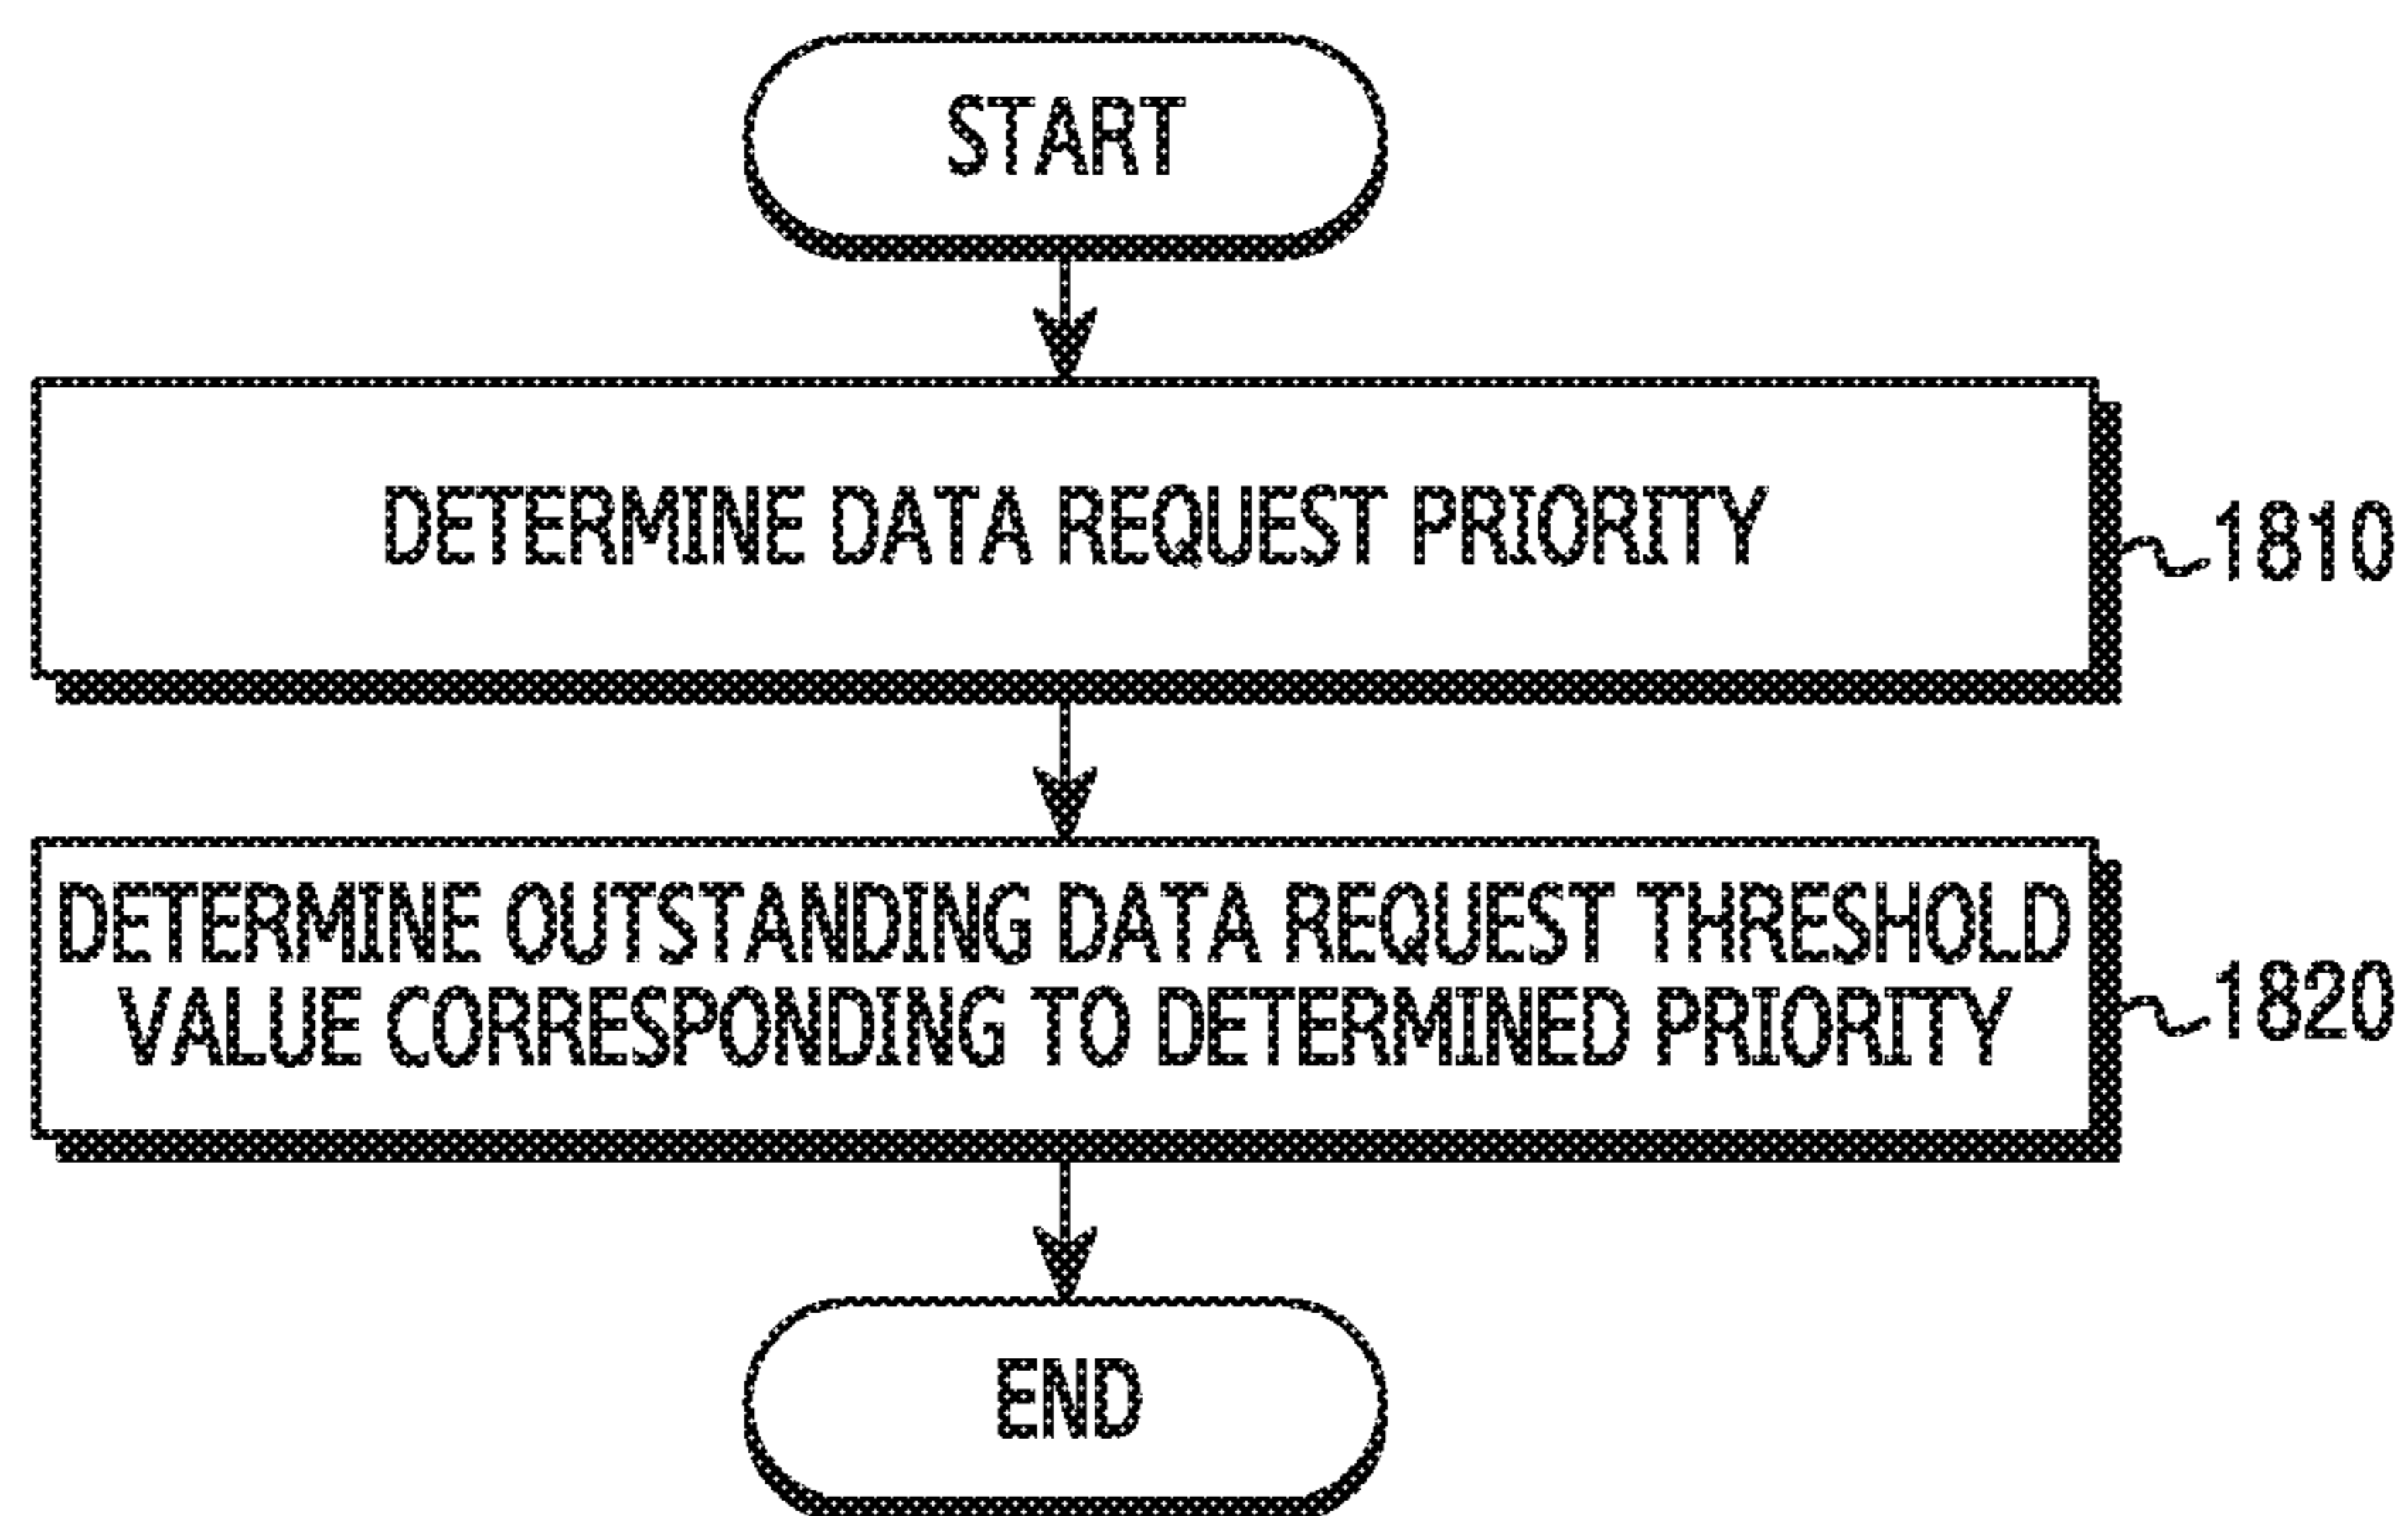 START
DETERMINE DATA REQUEST PRIORITY
1810
DETERMINE OUTSTANDING DATA REQUEST THRESHOLD
VALUE CORRESPONDING TO DETERMINED PRIORITY
1820
END